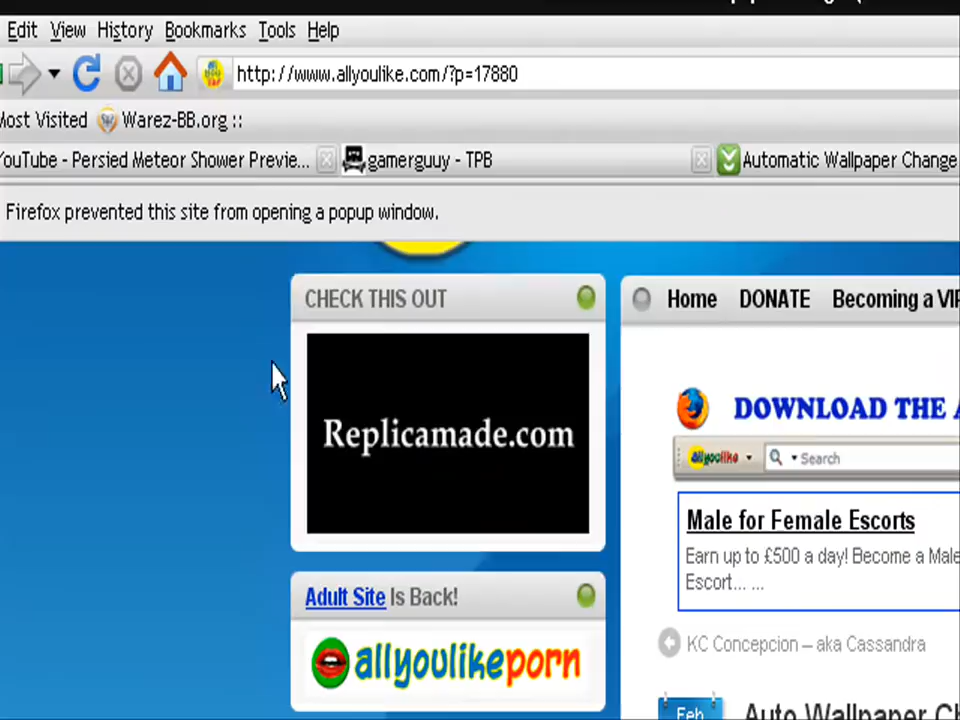 Edit View History Bookmarks Tools Help
http://www.allyoulike.com/?p=17880
Most Visited Warez-BB.org ::
YouTube - Persied Meteor Shower Previe... gamerguuy - TPB Automatic Wallpaper Change
Firefox prevented this site from opening a popup window.
CHECK THIS OUT
Home DONATE Becoming a VIP
Replicamade.com
DOWNLOAD THE A
allyoulike Search
Male for Female Escorts
Earn up to £500 a day! Become a Male
Escort... ...
Adult Site Is Back!
allyoulikeporn
KC Concepcion – aka Cassandra
Feb Auto Wallpaper Ch